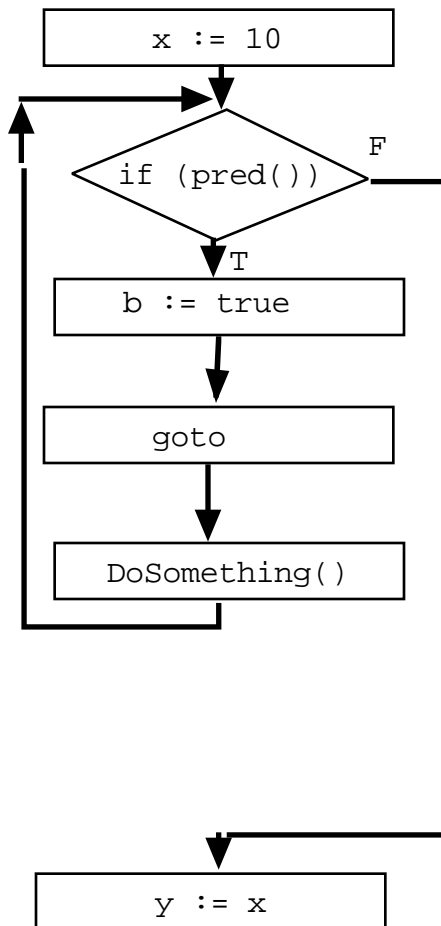 x := 10
F
if (pred())
T
b := true
goto
DoSomething()
y := x